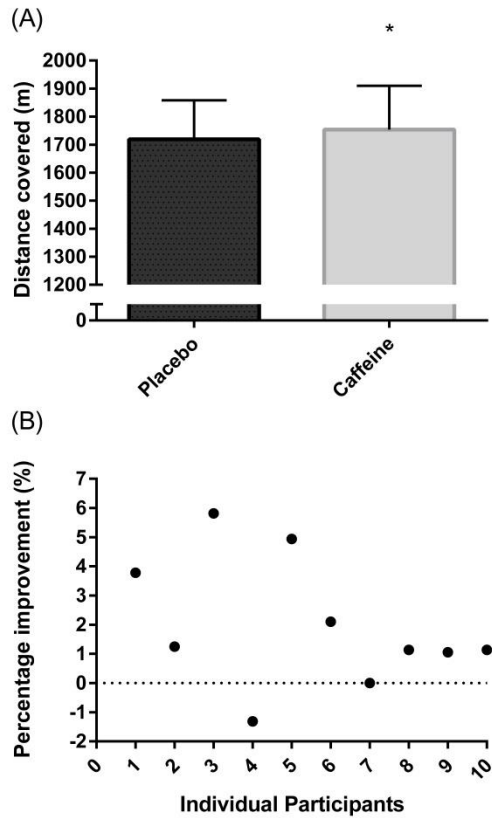 (A)
*
Distance covered (m)
2000
1900
1800
1700
1600
1500
1400
1300
1200
0
Placebo
Caffeine
(B)
Percentage improvement (%)
7
6
5
4
3
2
1
0
-1
-2
0 1 2 3 4 5 6 7 8 9 10
Individual Participants